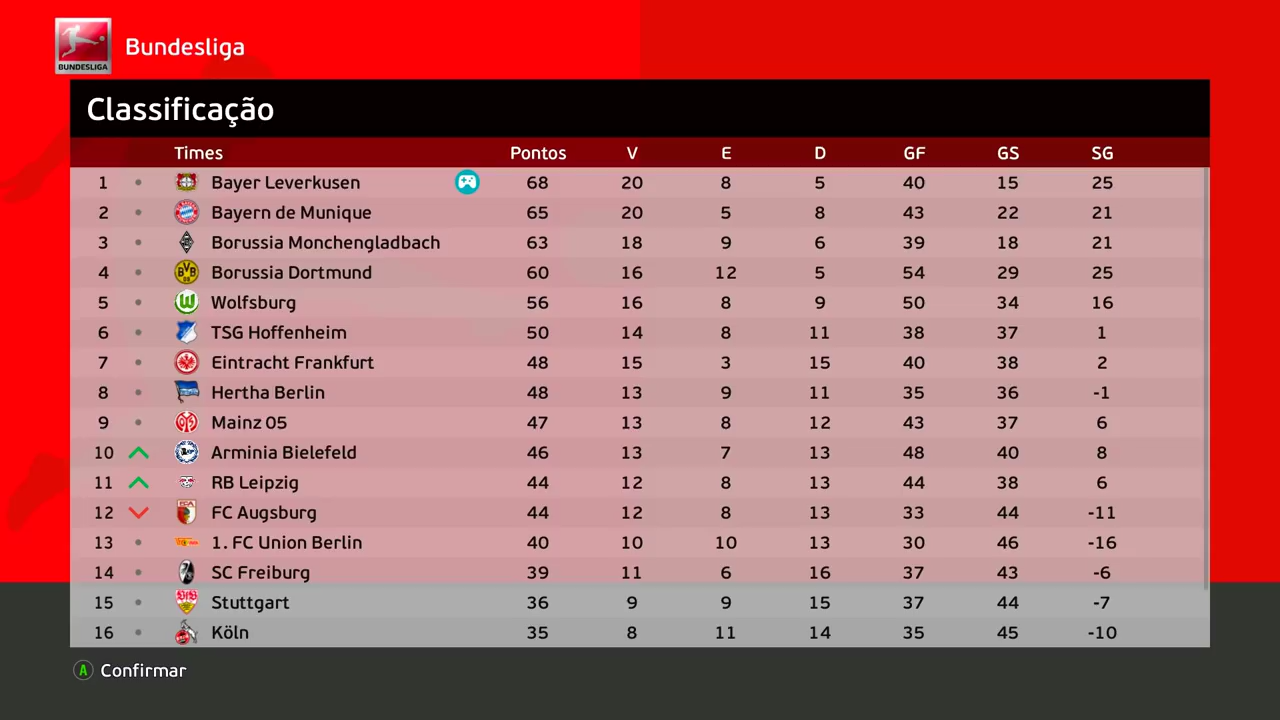 BUNDESLIGA
Bundesliga
Classificação
Times Pontos V E D GF GS SG
1 Bayer Leverkusen 68 20 8 5 40 15 25
2 Bayern de Munique 65 20 5 8 43 22 21
3 Borussia Monchengladbach 63 18 9 6 39 18 21
4 BVB 09 Borussia Dortmund 60 16 12 5 54 29 25
5 Wolfsburg 56 16 8 9 50 34 16
6 TSG Hoffenheim 50 14 8 11 38 37 1
7 Eintracht Frankfurt 48 15 3 15 40 38 2
8 Hertha Berlin 48 13 9 11 35 36 -1
9 Mainz 05 47 13 8 12 43 37 6
10 Arminia Bielefeld 46 13 7 13 48 40 8
11 RB Leipzig 44 12 8 13 44 38 6
12 FCA FC Augsburg 44 12 8 13 33 44 -11
13 1. FC Union Berlin 40 10 10 13 30 46 -16
14 SC Freiburg 39 11 6 16 37 43 -6
15 Stuttgart 36 9 9 15 37 44 -7
16 Köln 35 8 11 14 35 45 -10
A Confirmar